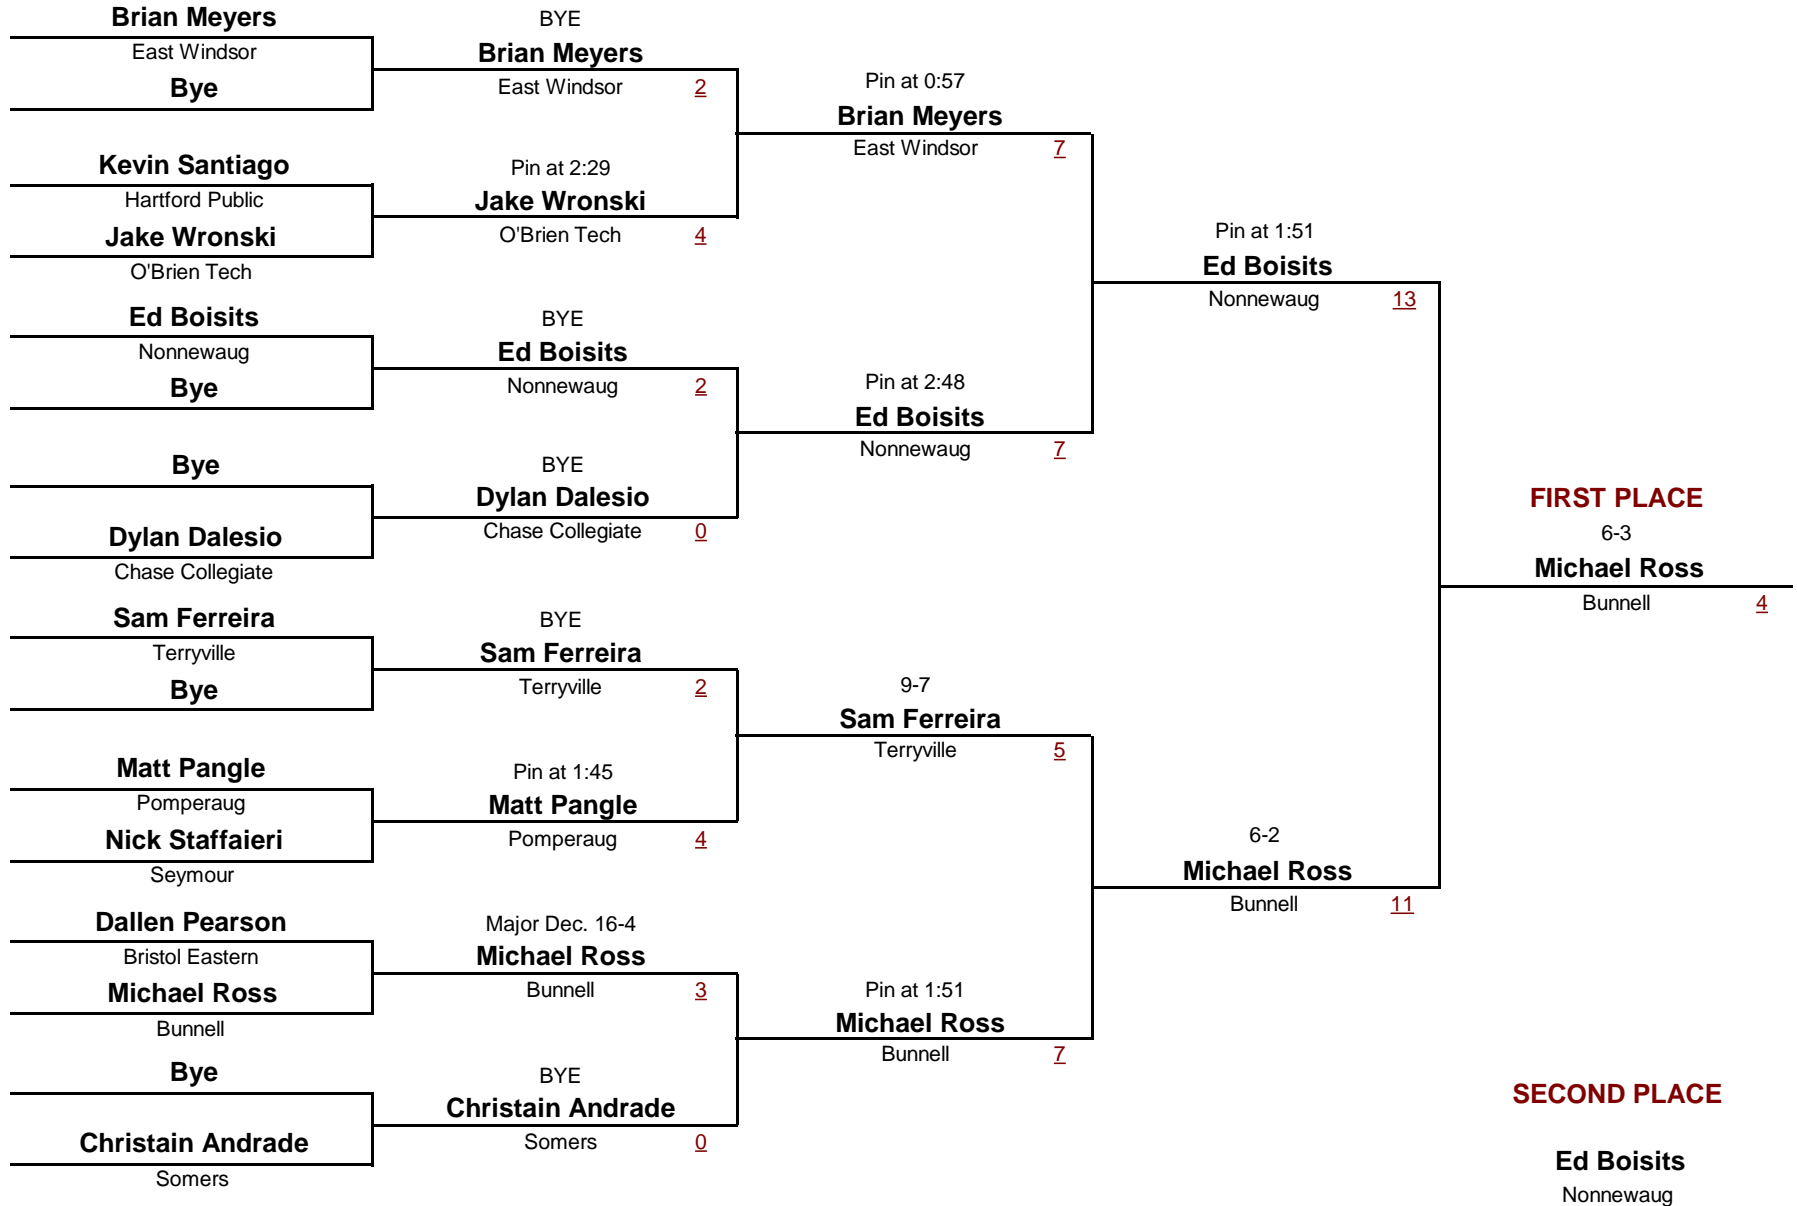 Brian Meyers
East Windsor
Bye
Kevin Santiago
Hartford Public
Jake Wronski
O'Brien Tech
Ed Boisits
Nonnewaug
Bye
Bye
Dylan Dalesio
Chase Collegiate
Sam Ferreira
Terryville
Bye
Matt Pangle
Pomperaug
Nick Staffaieri
Seymour
Dallen Pearson
Bristol Eastern
Michael Ross
Bunnell
Bye
Christain Andrade
Somers
BYE
Brian Meyers
East Windsor 2
Pin at 2:29
Jake Wronski
O'Brien Tech 4
BYE
Ed Boisits
Nonnewaug 2
BYE
Dylan Dalesio
Chase Collegiate 0
BYE
Sam Ferreira
Terryville 2
Pin at 1:45
Matt Pangle
Pomperaug 4
Major Dec. 16-4
Michael Ross
Bunnell 3
BYE
Christain Andrade
Somers 0
Pin at 0:57
Brian Meyers
East Windsor 7
Pin at 2:48
Ed Boisits
Nonnewaug 7
9-7
Sam Ferreira
Terryville 5
Pin at 1:51
Michael Ross
Bunnell 7
Pin at 1:51
Ed Boisits
Nonnewaug 13
6-2
Michael Ross
Bunnell 11
FIRST PLACE
6-3
Michael Ross
Bunnell 4
SECOND PLACE
Ed Boisits
Nonnewaug